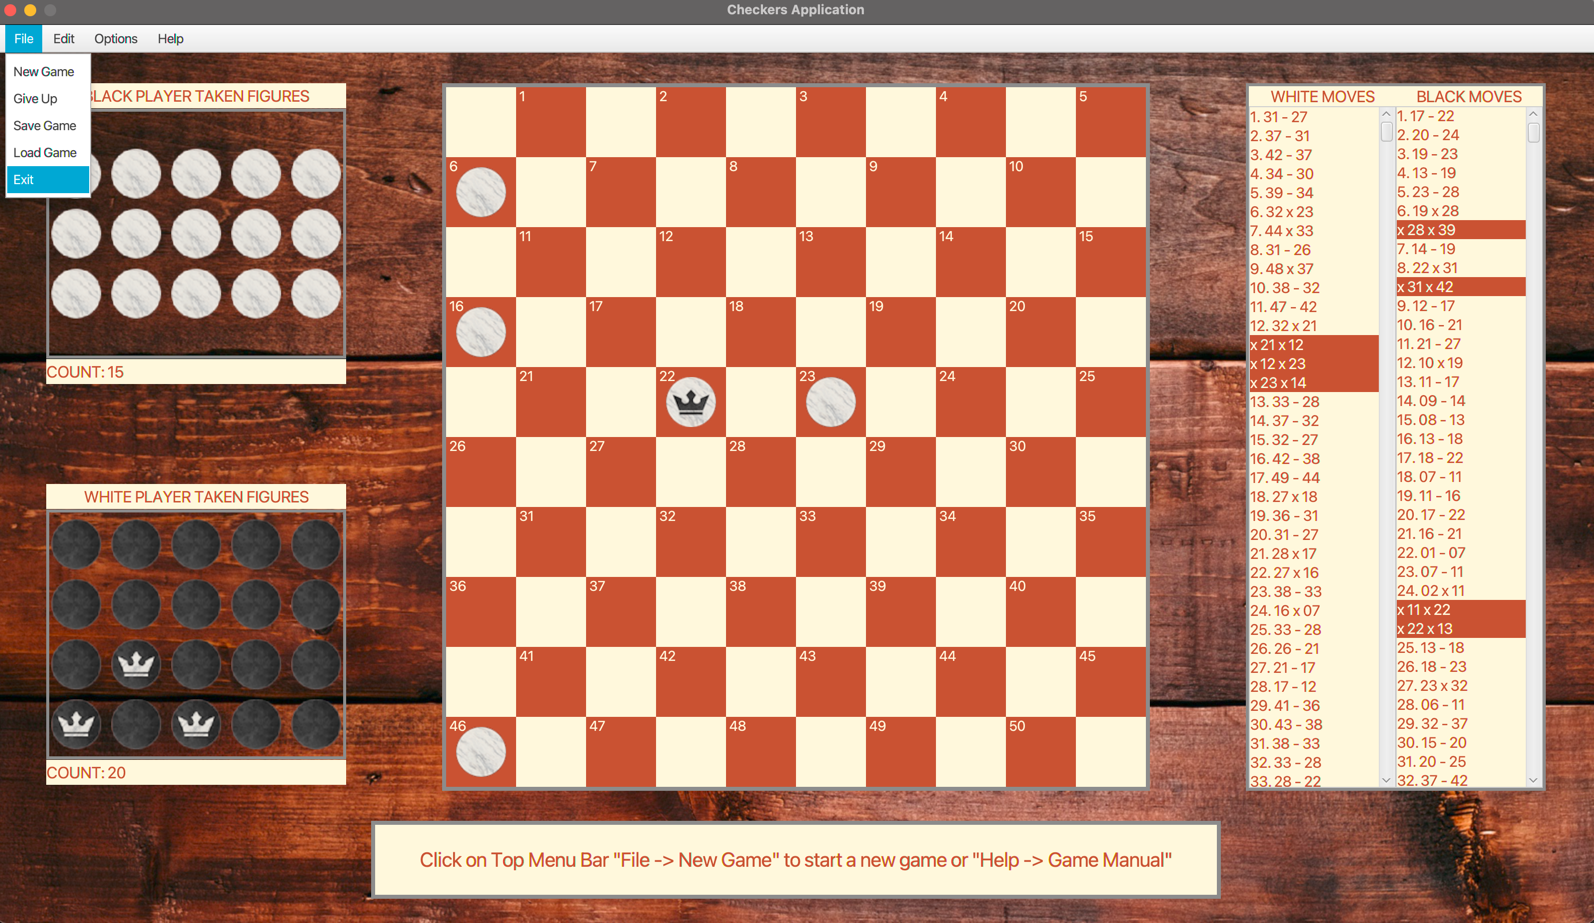 Checkers Application
File Edit Options Help
New Game
Give Up
Save Game
Load Game
Exit
LACK PLAYER TAKEN FIGURES
COUNT: 15
WHITE PLAYER TAKEN FIGURES
COUNT: 20
1 2 3 4 5
6 7 8 9 10
11 12 13 14 15
16 17 18 19 20
21 22 23 24 25
26 27 28 29 30
31 32 33 34 35
36 37 38 39 40
41 42 43 44 45
46 47 48 49 50
WHITE MOVES
1. 31 - 27
2. 37 - 31
3. 42 - 37
4. 34 - 30
5. 39 - 34
6. 32 x 23
7. 44 x 33
8. 31 - 26
9. 48 x 37
10. 38 - 32
11. 47 - 42
12. 32 x 21
x 21 x 12
x 12 x 23
x 23 x 14
13. 33 - 28
14. 37 - 32
15. 32 - 27
16. 42 - 38
17. 49 - 44
18. 27 x 18
19. 36 - 31
20. 31 - 27
21. 28 x 17
22. 27 x 16
23. 38 - 33
24. 16 x 07
25. 33 - 28
26. 26 - 21
27. 21 - 17
28. 17 - 12
29. 41 - 36
30. 43 - 38
31. 38 - 33
32. 33 - 28
33. 28 - 22
BLACK MOVES
1. 17 - 22
2. 20 - 24
3. 19 - 23
4. 13 - 19
5. 23 - 28
6. 19 x 28
x 28 x 39
7. 14 - 19
8. 22 x 31
x 31 x 42
9. 12 - 17
10. 16 - 21
11. 21 - 27
12. 10 x 19
13. 11 - 17
14. 09 - 14
15. 08 - 13
16. 13 - 18
17. 18 - 22
18. 07 - 11
19. 11 - 16
20. 17 - 22
21. 16 - 21
22. 01 - 07
23. 07 - 11
24. 02 x 11
x 11 x 22
x 22 x 13
25. 13 - 18
26. 18 - 23
27. 23 x 32
28. 06 - 11
29. 32 - 37
30. 15 - 20
31. 20 - 25
32. 37 - 42
Click on Top Menu Bar "File -> New Game" to start a new game or "Help -> Game Manual"